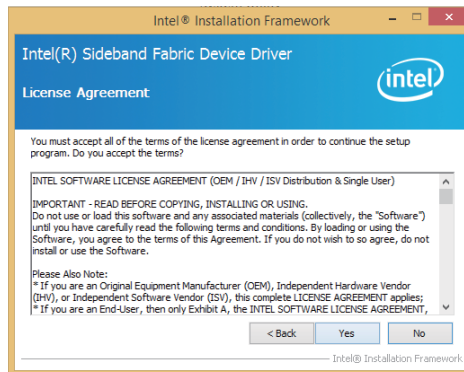 Intel® Installation Framework
Intel(R) Sideband Fabric Device Driver
License Agreement
intel
You must accept all of the terms of the license agreement in order to continue the setup
program. Do you accept the terms?
INTEL SOFTWARE LICENSE AGREEMENT (OEM / IHV / ISV Distribution & Single User)
IMPORTANT - READ BEFORE COPYING, INSTALLING OR USING.
Do not use or load this software and any associated materials (collectively, the "Software")
until you have carefully read the following terms and conditions. By loading or using the
Software, you agree to the terms of this Agreement. If you do not wish to so agree, do not
install or use the Software.
Please Also Note:
* If you are an Original Equipment Manufacturer (OEM), Independent Hardware Vendor
(IHV), or Independent Software Vendor (ISV), this complete LICENSE AGREEMENT applies;
* If you are an End-User, then only Exhibit A, the INTEL SOFTWARE LICENSE AGREEMENT,
< Back Yes No
Intel® Installation Framework